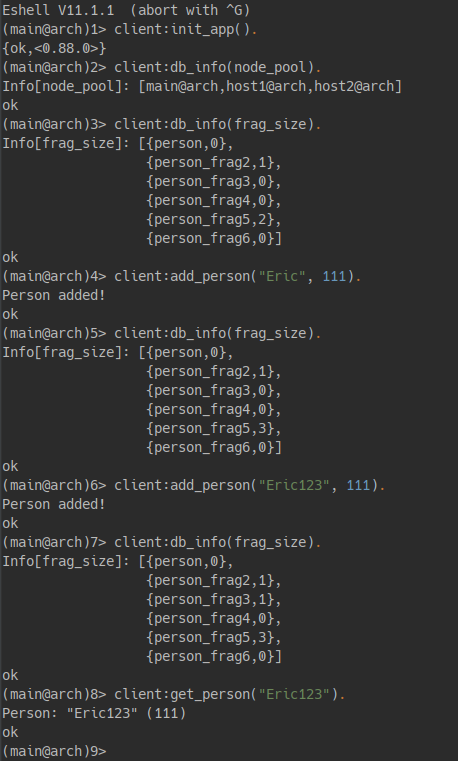 Eshell V11.1.1  (abort with ^G)
(main@arch)1> client:init_app().
{ok,<0.88.0>}
(main@arch)2> client:db_info(node_pool).
Info[node_pool]: [main@arch,host1@arch,host2@arch]
ok
(main@arch)3> client:db_info(frag_size).
Info[frag_size]: [{person,0},
                  {person_frag2,1},
                  {person_frag3,0},
                  {person_frag4,0},
                  {person_frag5,2},
                  {person_frag6,0}]
ok
(main@arch)4> client:add_person("Eric", 111).
Person added!
ok
(main@arch)5> client:db_info(frag_size).
Info[frag_size]: [{person,0},
                  {person_frag2,1},
                  {person_frag3,0},
                  {person_frag4,0},
                  {person_frag5,3},
                  {person_frag6,0}]
ok
(main@arch)6> client:add_person("Eric123", 111).
Person added!
ok
(main@arch)7> client:db_info(frag_size).
Info[frag_size]: [{person,0},
                  {person_frag2,1},
                  {person_frag3,1},
                  {person_frag4,0},
                  {person_frag5,3},
                  {person_frag6,0}]
ok
(main@arch)8> client:get_person("Eric123").
Person: "Eric123" (111)
ok
(main@arch)9>